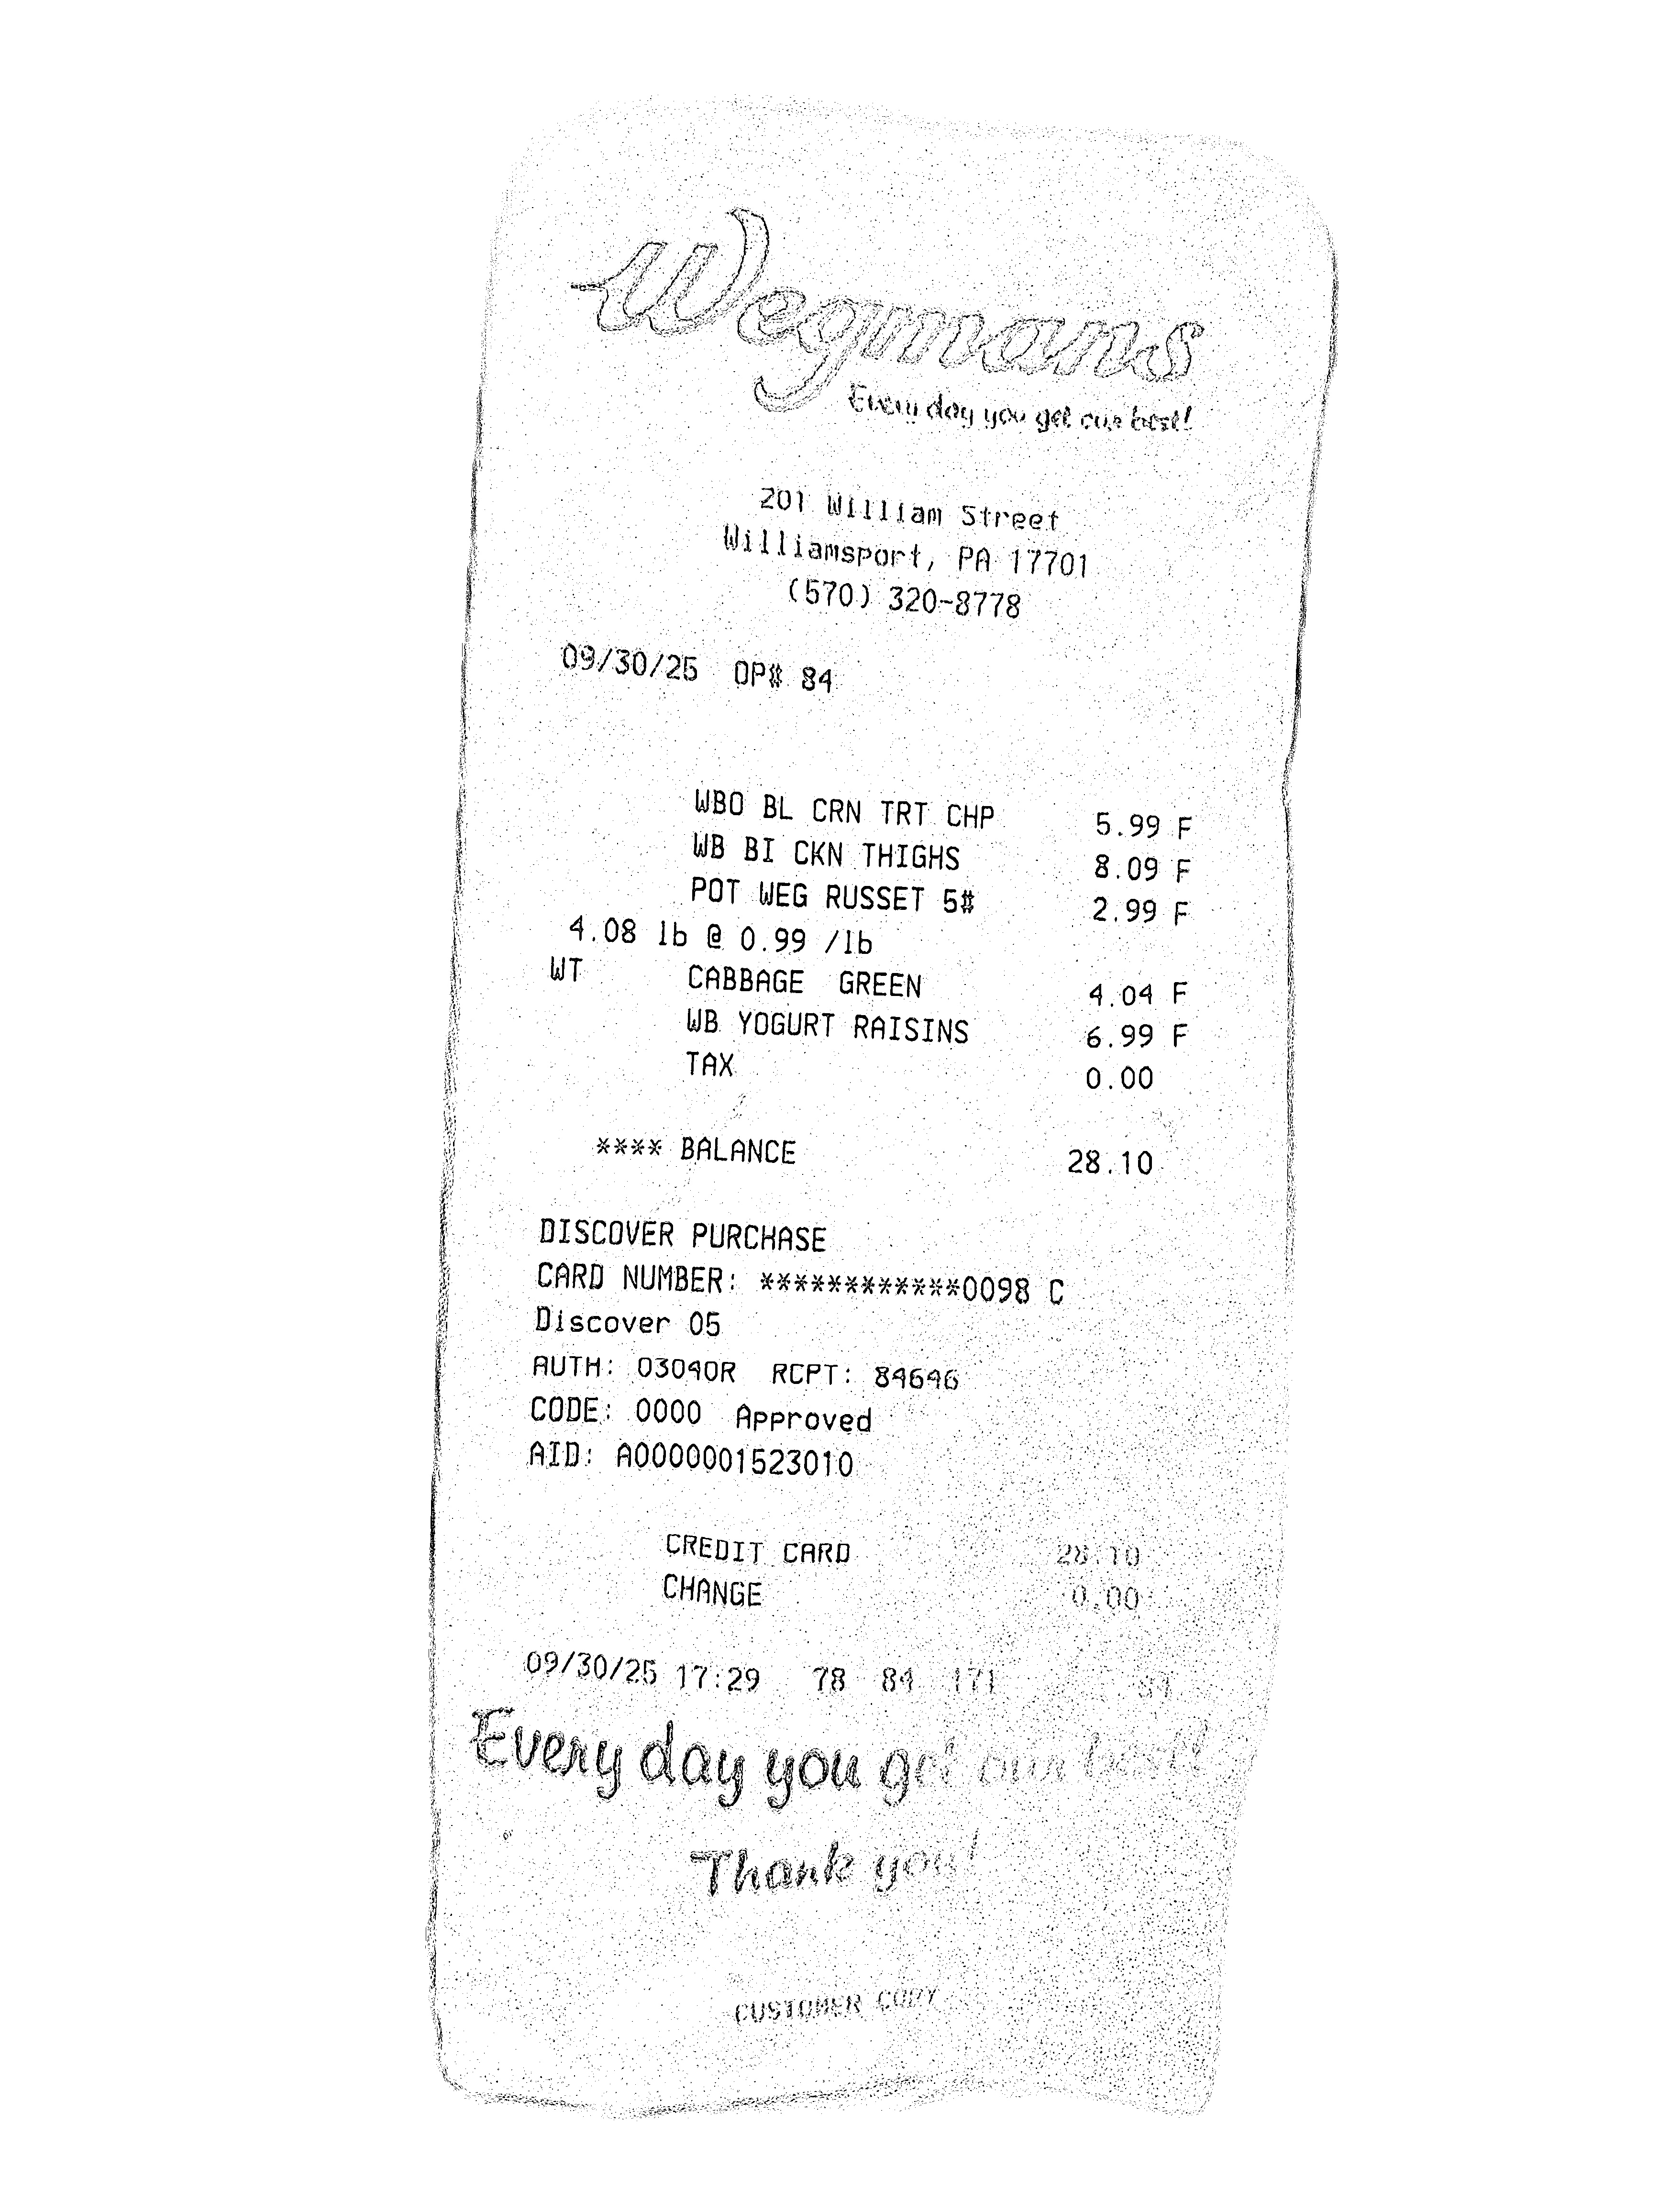 Wegmans
Every day you get our best!
201 William Street
Williamsport, PA 17701
(570) 320-8778
09/30/25 OP# 84
WBO BL CRN TRT CHP 5.99 F
WB BI CKN THIGHS 8.09 F
POT WEG RUSSET 5# 2.99 F
4.08 lb @ 0.99 /lb
WT CABBAGE GREEN 4.04 F
WB YOGURT RAISINS 6.99 F
TAX 0.00
**** BALANCE 28.10
DISCOVER PURCHASE
CARD NUMBER: ************0098 C
Discover 05
AUTH: 03040R RCPT: 84646
CODE: 0000 Approved
AID: A0000001523010
CREDIT CARD 28.10
CHANGE 0.00
09/30/25 17:29 78 84 171
Every day you get our best!
Thank you!
CUSTOMER COPY